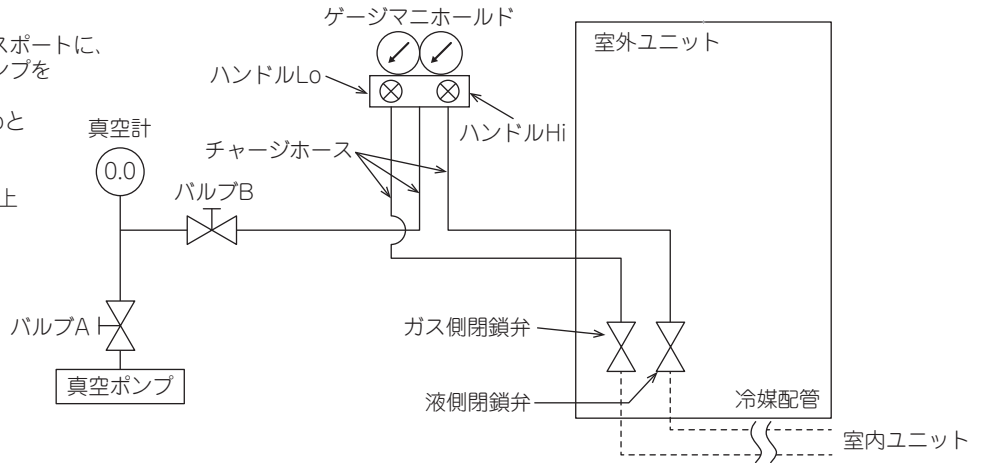 ゲージマニホールド
スポートに、
ンプを
室外ユニット
ハンドルLo
と
ハンドルHi
真空計
チャージホース
0.0
バルブB
上
バルブA
ガス側閉鎖弁
真空ポンプ
液側閉鎖弁
冷媒配管
室内ユニット